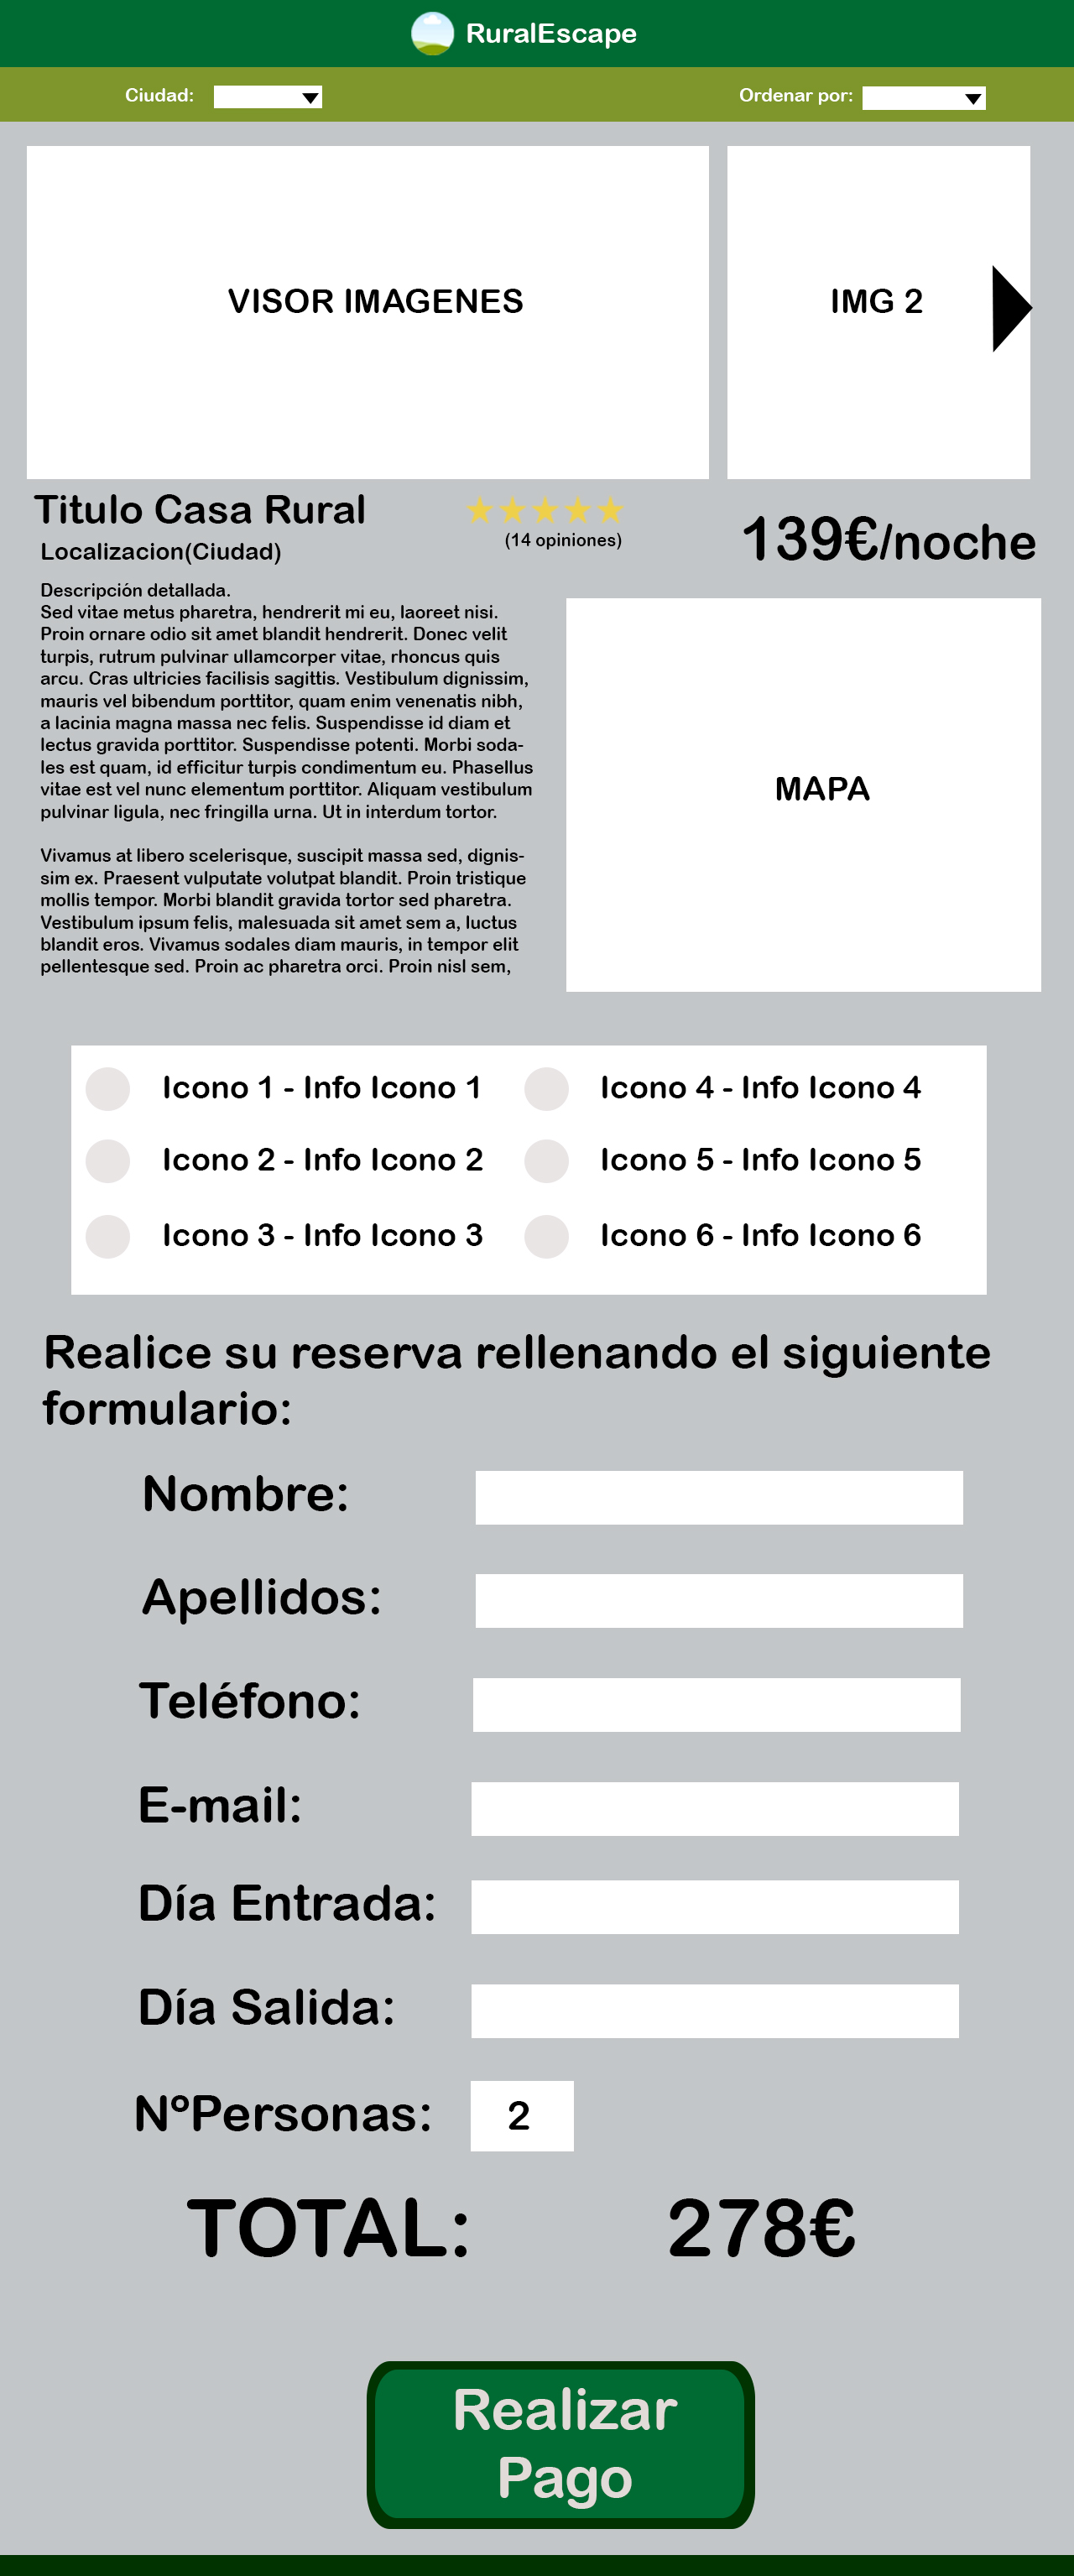 RuralEscape
Ciudad:
Ordenar por:
VISOR IMAGENES
IMG 2
Titulo Casa Rural
Localizacion(Ciudad)
(14 opiniones)
139€/noche
Descripción detallada.
Sed vitae metus pharetra, hendrerit mi eu, laoreet nisi.
Proin ornare odio sit amet blandit hendrerit. Donec velit
turpis, rutrum pulvinar ullamcorper vitae, rhoncus quis
arcu. Cras ultricies facilisis sagittis. Vestibulum dignissim,
mauris vel bibendum porttitor, quam enim venenatis nibh,
a lacinia magna massa nec felis. Suspendisse id diam et
lectus gravida porttitor. Suspendisse potenti. Morbi soda-
les est quam, id efficitur turpis condimentum eu. Phasellus
vitae est vel nunc elementum porttitor. Aliquam vestibulum
pulvinar ligula, nec fringilla urna. Ut in interdum tortor.
Vivamus at libero scelerisque, suscipit massa sed, dignis-
sim ex. Praesent vulputate volutpat blandit. Proin tristique
mollis tempor. Morbi blandit gravida tortor sed pharetra.
Vestibulum ipsum felis, malesuada sit amet sem a, luctus
blandit eros. Vivamus sodales diam mauris, in tempor elit
pellentesque sed. Proin ac pharetra orci. Proin nisl sem,
MAPA
Icono 1 - Info Icono 1
Icono 4 - Info Icono 4
Icono 2 - Info Icono 2
Icono 5 - Info Icono 5
Icono 3 - Info Icono 3
Icono 6 - Info Icono 6
Realice su reserva rellenando el siguiente
formulario:
Nombre:
Apellidos:
Teléfono:
E-mail:
Día Entrada:
Día Salida:
NºPersonas:
2
TOTAL:
278€
Realizar
Pago